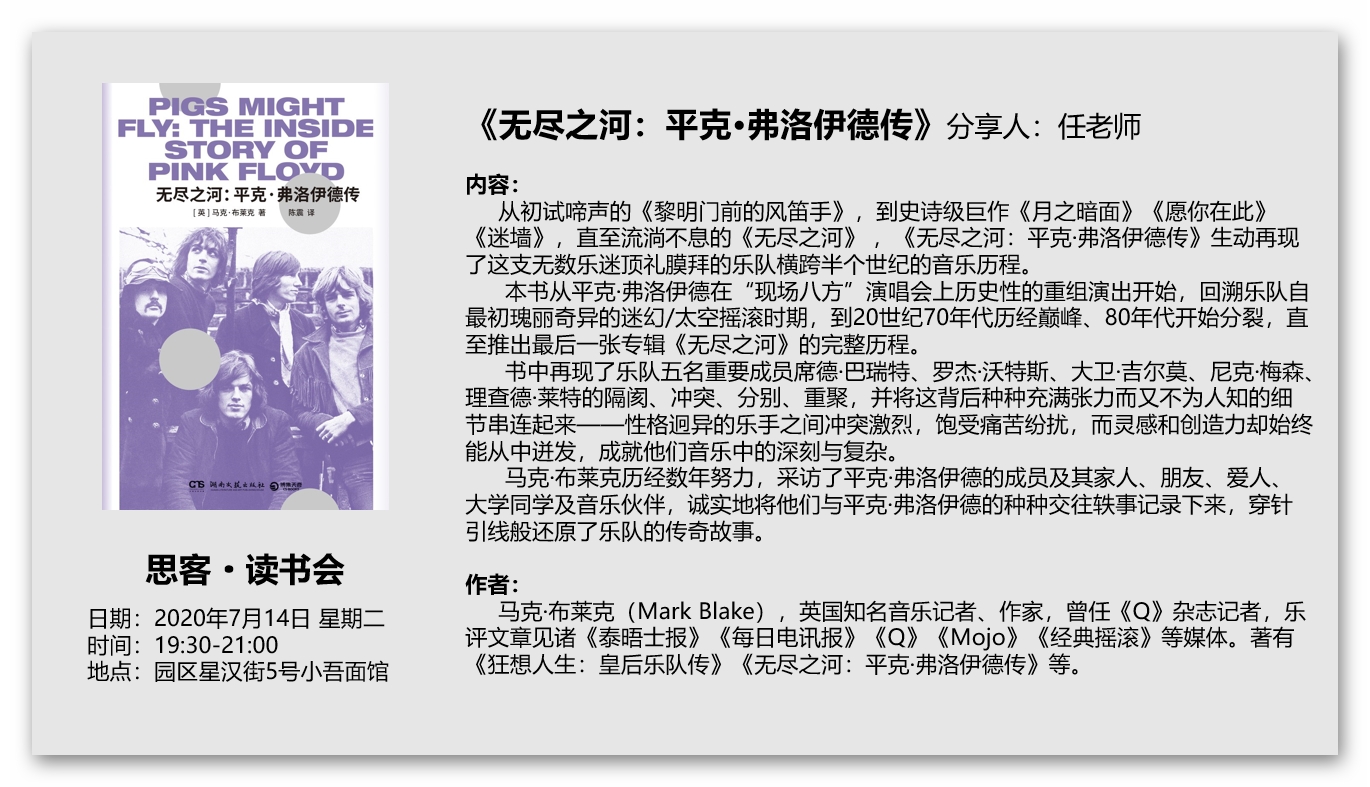 PIGS MIGHT
FLY: THE INSIDE
STORY OF
PINK FLOYD
无尽之河：平克·弗洛伊德传
［英］马克·布莱克 著 陈震 译
湖南文艺出版社 博集天卷
思客·读书会
日期：2020年7月14日 星期二
时间：19:30-21:00
地点：园区星汉街5号小吾面馆
《无尽之河：平克•弗洛伊德传》分享人：任老师
内容：
从初试啼声的《黎明门前的风笛手》，到史诗级巨作《月之暗面》《愿你在此》
《迷墙》，直至流淌不息的《无尽之河》，《无尽之河：平克·弗洛伊德传》生动再现
了这支无数乐迷顶礼膜拜的乐队横跨半个世纪的音乐历程。
本书从平克·弗洛伊德在“现场八方”演唱会上历史性的重组演出开始，回溯乐队自
最初瑰丽奇异的迷幻/太空摇滚时期，到20世纪70年代历经巅峰、80年代开始分裂，直
至推出最后一张专辑《无尽之河》的完整历程。
书中再现了乐队五名重要成员席德·巴瑞特、罗杰·沃特斯、大卫·吉尔莫、尼克·梅森、
理查德·莱特的隔阂、冲突、分别、重聚，并将这背后种种充满张力而又不为人知的细
节串连起来——性格迥异的乐手之间冲突激烈，饱受痛苦纷扰，而灵感和创造力却始终
能从中迸发，成就他们音乐中的深刻与复杂。
马克·布莱克历经数年努力，采访了平克·弗洛伊德的成员及其家人、朋友、爱人、
大学同学及音乐伙伴，诚实地将他们与平克·弗洛伊德的种种交往轶事记录下来，穿针
引线般还原了乐队的传奇故事。
作者：
马克·布莱克（Mark Blake），英国知名音乐记者、作家，曾任《Q》杂志记者，乐
评文章见诸《泰晤士报》《每日电讯报》《Q》《Mojo》《经典摇滚》等媒体。著有
《狂想人生：皇后乐队传》《无尽之河：平克·弗洛伊德传》等。